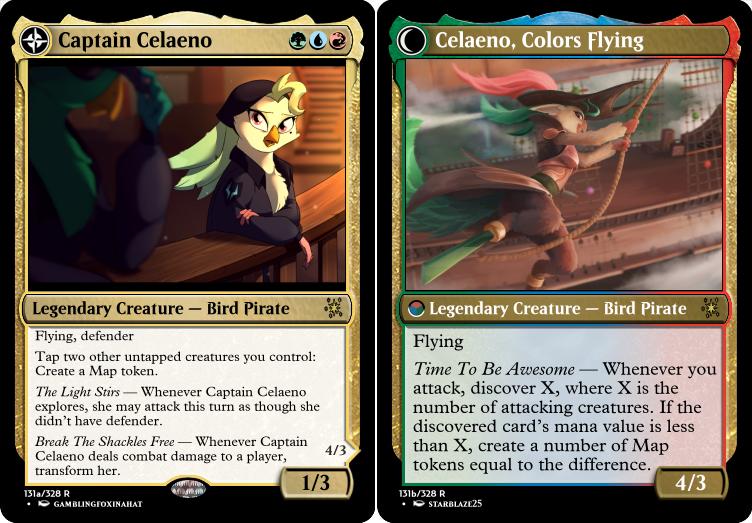 Captain Celaeno
Legendary Creature — Bird Pirate
Flying, defender
Tap two other untapped creatures you control:
Create a Map token.
The Light Stirs — Whenever Captain Celaeno
explores, she may attack this turn as though she
didn't have defender.
Break The Shackles Free — Whenever Captain
Celaeno deals combat damage to a player,
transform her.
4/3
1/3
131a/328 R
• GAMBLINGFOXINAHAT
Celaeno, Colors Flying
Legendary Creature — Bird Pirate
Flying
Time To Be Awesome — Whenever you
attack, discover X, where X is the
number of attacking creatures. If the
discovered card's mana value is less
than X, create a number of Map
tokens equal to the difference.
4/3
131b/328 R
• STARBLAZE25